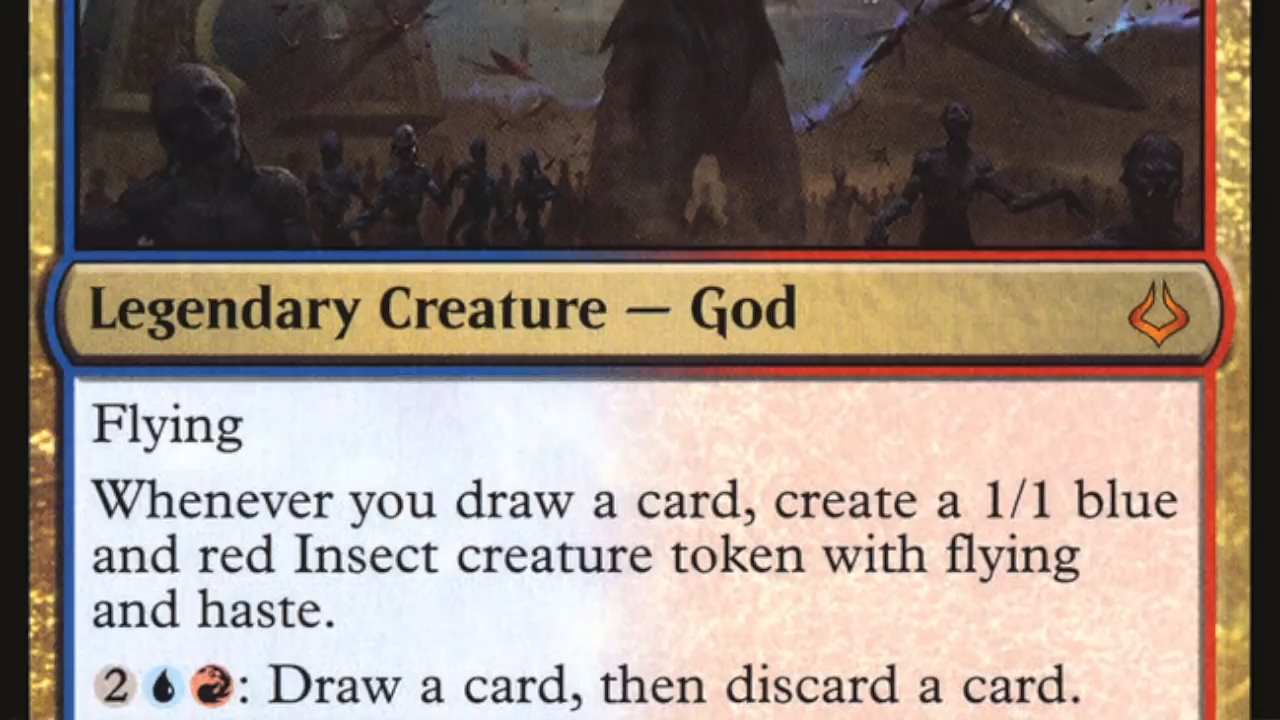 Legendary Creature — God
Flying
Whenever you draw a card, create a 1/1 blue
and red Insect creature token with flying
and haste.
2: Draw a card, then discard a card.